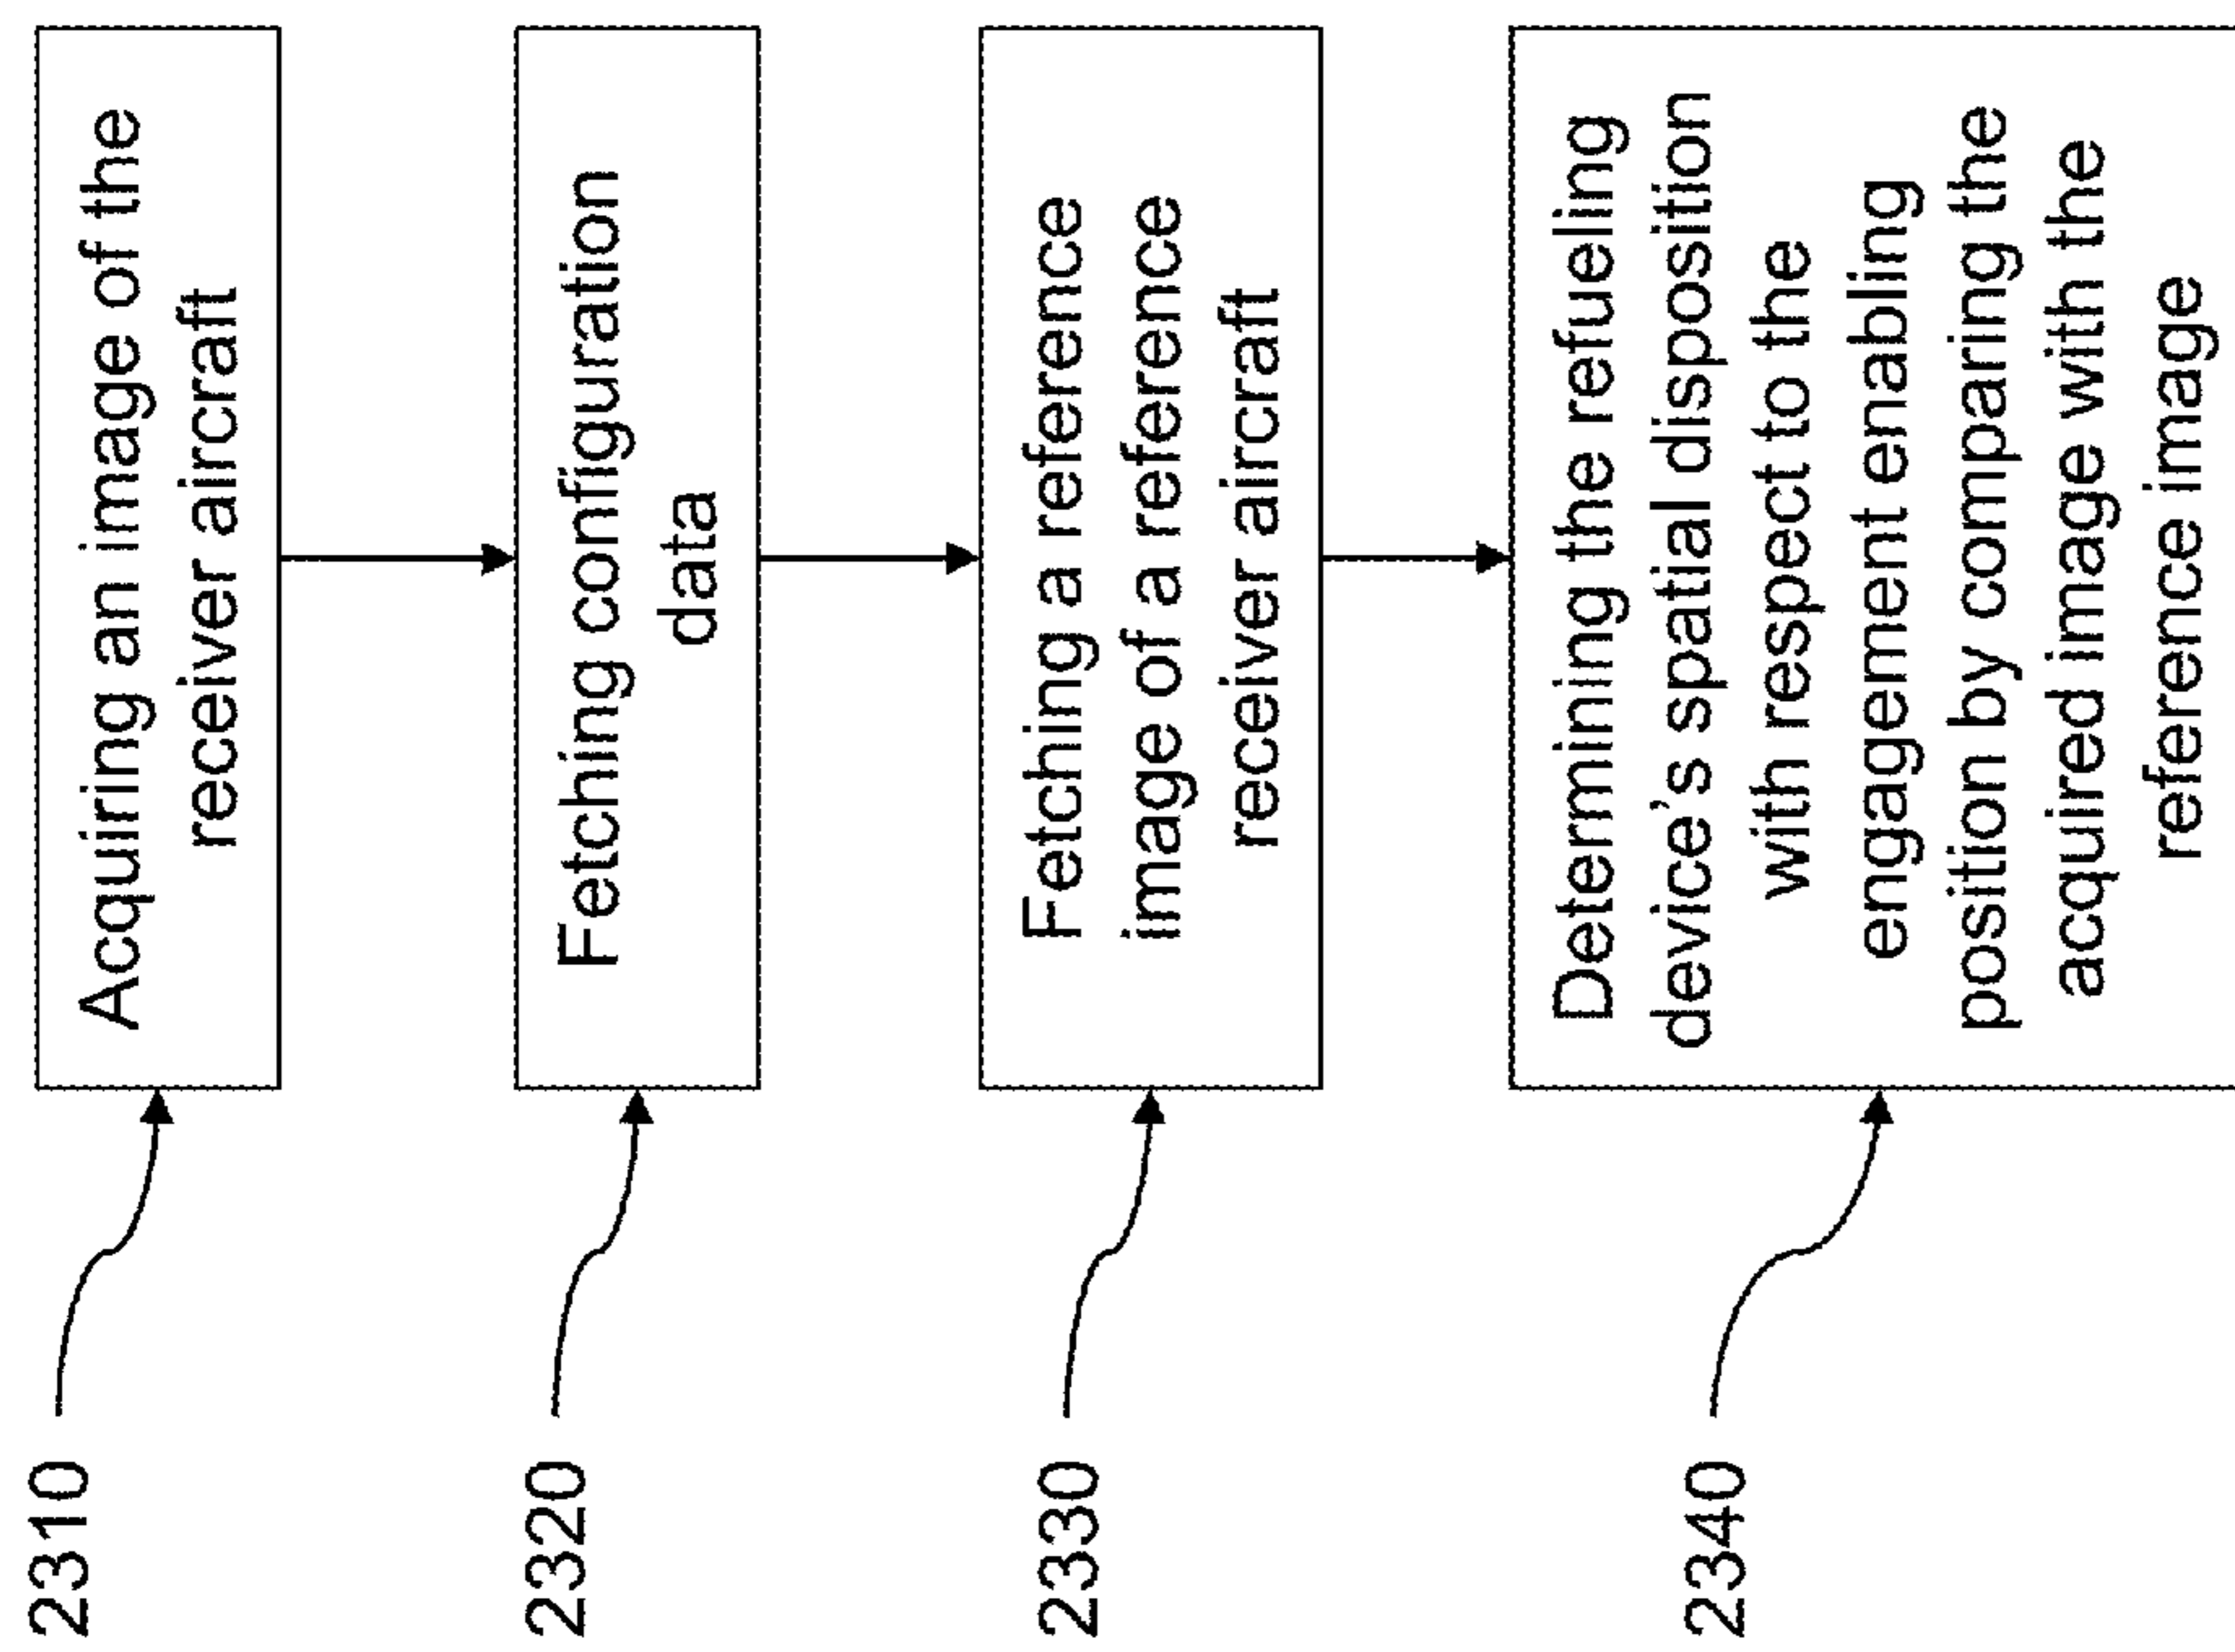 2310
Acquiring an image of the
receiver aircraft
2320
Fetching configuration
data
2330
Fetching a reference
image of a reference
receiver aircraft
2340
Determining the refueling
device's spatial disposition
with respect to the
engagement enabling
position by comparing the
acquired image with the
reference image